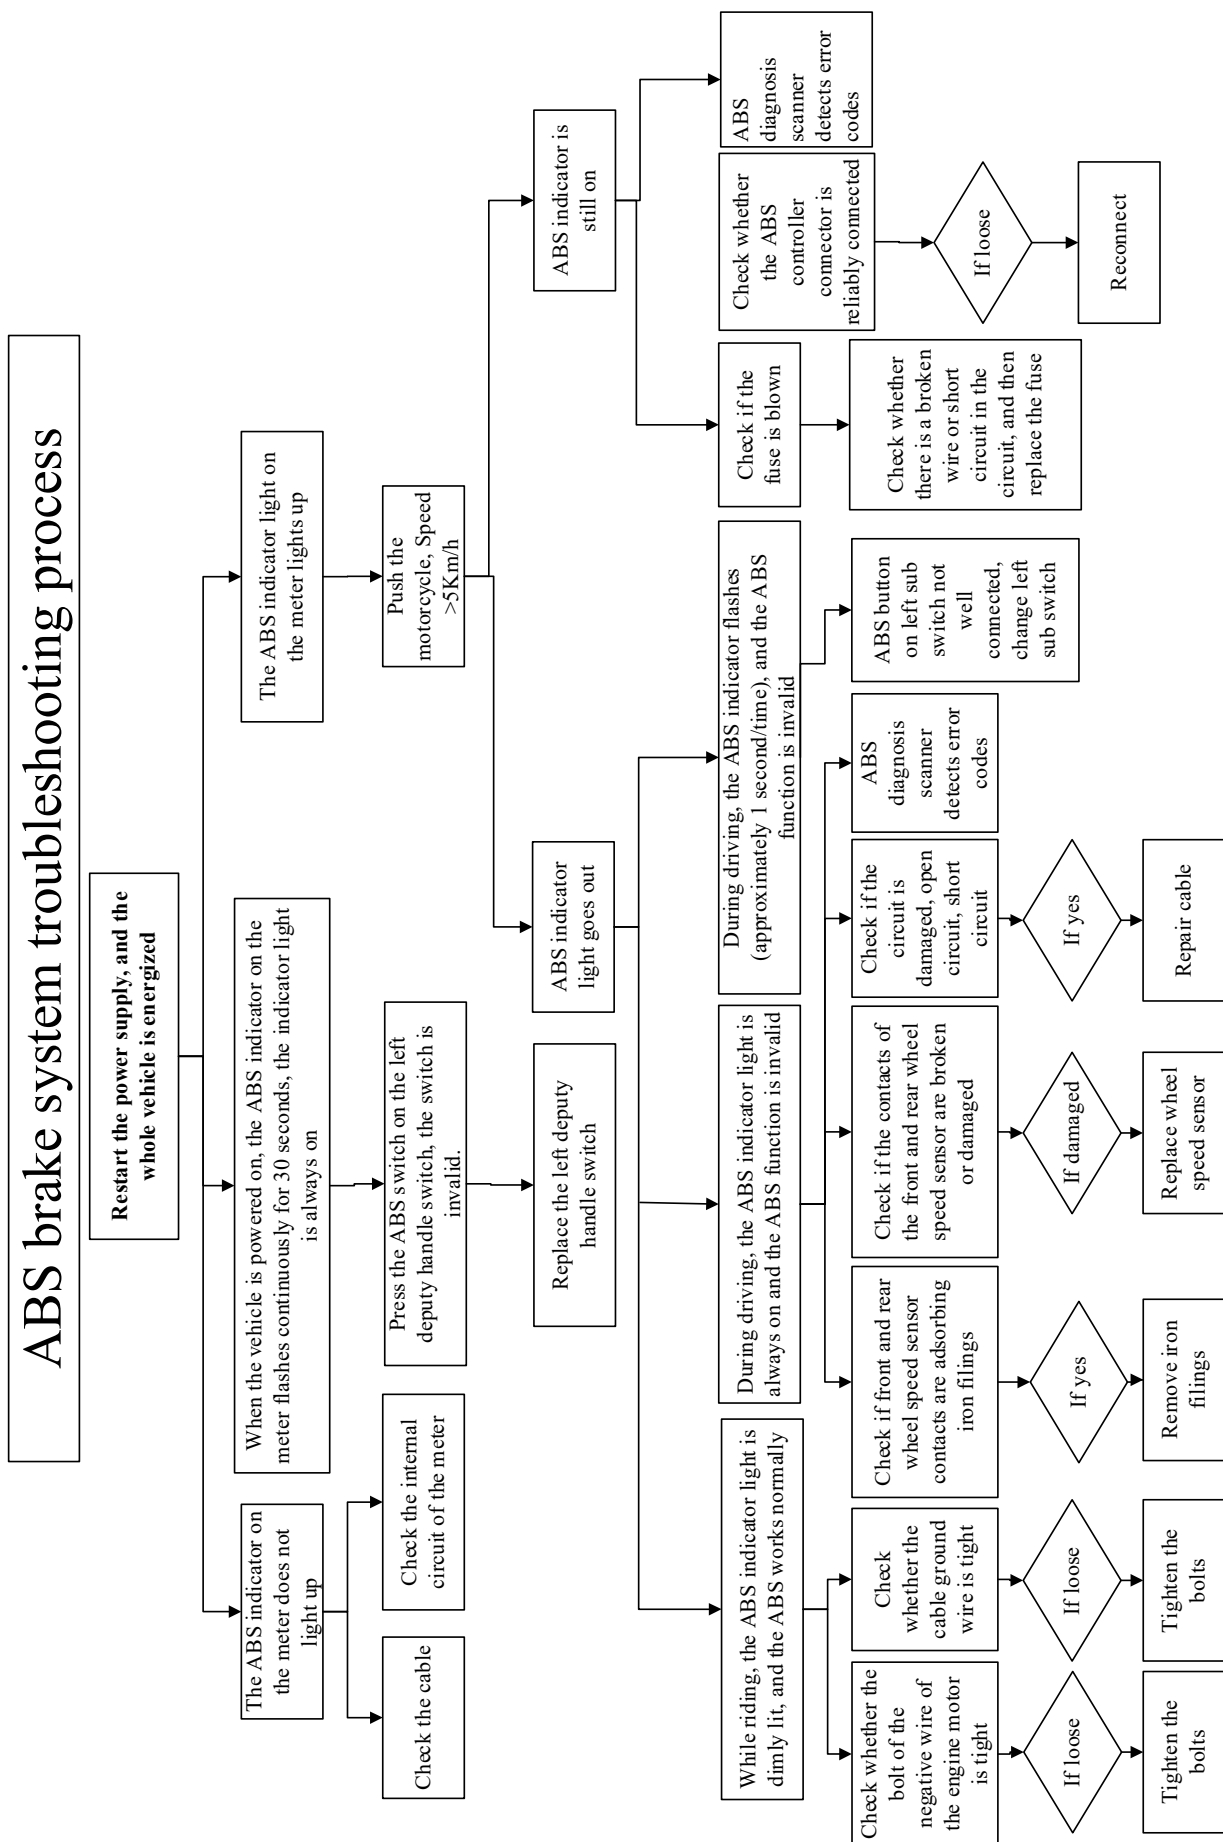 ABS brake system troubleshooting process
Restart the power supply, and the
whole vehicle is energized
The ABS indicator on
the meter does not
light up
When the vehicle is powered on, the ABS indicator on the
meter flashes continuously for 30 seconds, the indicator light
is always on
The ABS indicator light on
the meter lights up
Check the cable
Check the internal
circuit of the meter
Press the ABS switch on the left
deputy handle switch, the switch is
invalid.
Push the
motorcycle, Speed
>5Km/h
Replace the left deputy
handle switch
ABS indicator
light goes out
ABS indicator is
still on
While riding, the ABS indicator light is
dimly lit, and the ABS works normally
During driving, the ABS indicator light is
always on and the ABS function is invalid
During driving, the ABS indicator flashes
(approximately 1 second/time), and the ABS
function is invalid
Check if the
fuse is blown
Check whether
the ABS
controller
connector is
reliably connected
ABS
diagnosis
scanner
detects error
codes
Check whether the
bolt of the
negative wire of
the engine motor
is tight
Check
whether the
cable ground
wire is tight
Check if front and rear
wheel speed sensor
contacts are adsorbing
iron filings
Check if the contacts of
the front and rear wheel
speed sensor are broken
or damaged
Check if the
circuit is
damaged, open
circuit, short
circuit
ABS
diagnosis
scanner
detects error
codes
ABS button
on left sub
switch not
well
connected,
change left
sub switch
Check whether
there is a broken
wire or short
circuit in the
circuit, and then
replace the fuse
If loose
If loose
If loose
If yes
If damaged
If yes
Reconnect
Tighten the
bolts
Tighten the
bolts
Remove iron
filings
Replace wheel
speed sensor
Repair cable